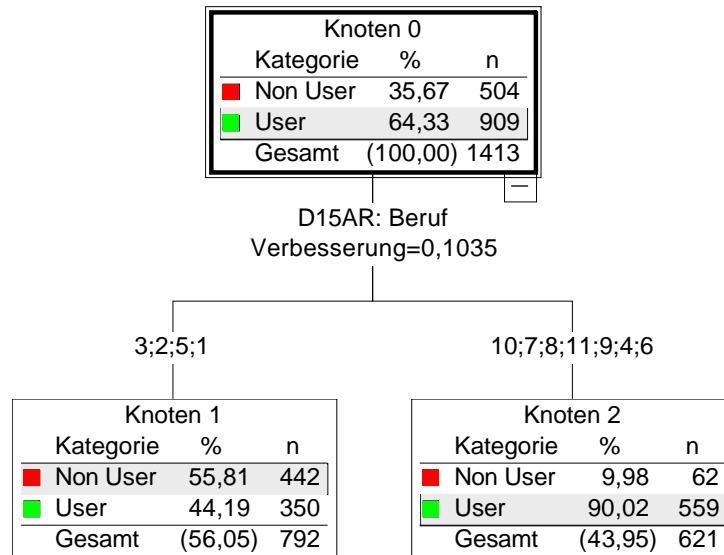 Knoten 0
Kategorie % n
Non User 35,67 504
User 64,33 909
Gesamt (100,00) 1413
D15AR: Beruf
Verbesserung=0,1035
3;2;5;1
10;7;8;11;9;4;6
Knoten 1
Kategorie % n
Non User 55,81 442
User 44,19 350
Gesamt (56,05) 792
Knoten 2
Kategorie % n
Non User 9,98 62
User 90,02 559
Gesamt (43,95) 621